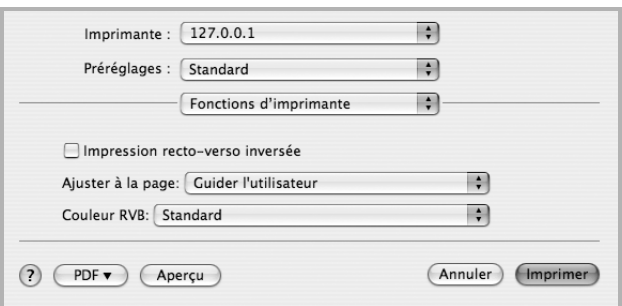 Imprimante : 127.0.0.1
Préréglages : Standard
Fonctions d'imprimante
Impression recto-verso inversée
Ajuster à la page: Guider l'utilisateur
Couleur RVB: Standard
? PDF ▼ Aperçu Annuler Imprimer